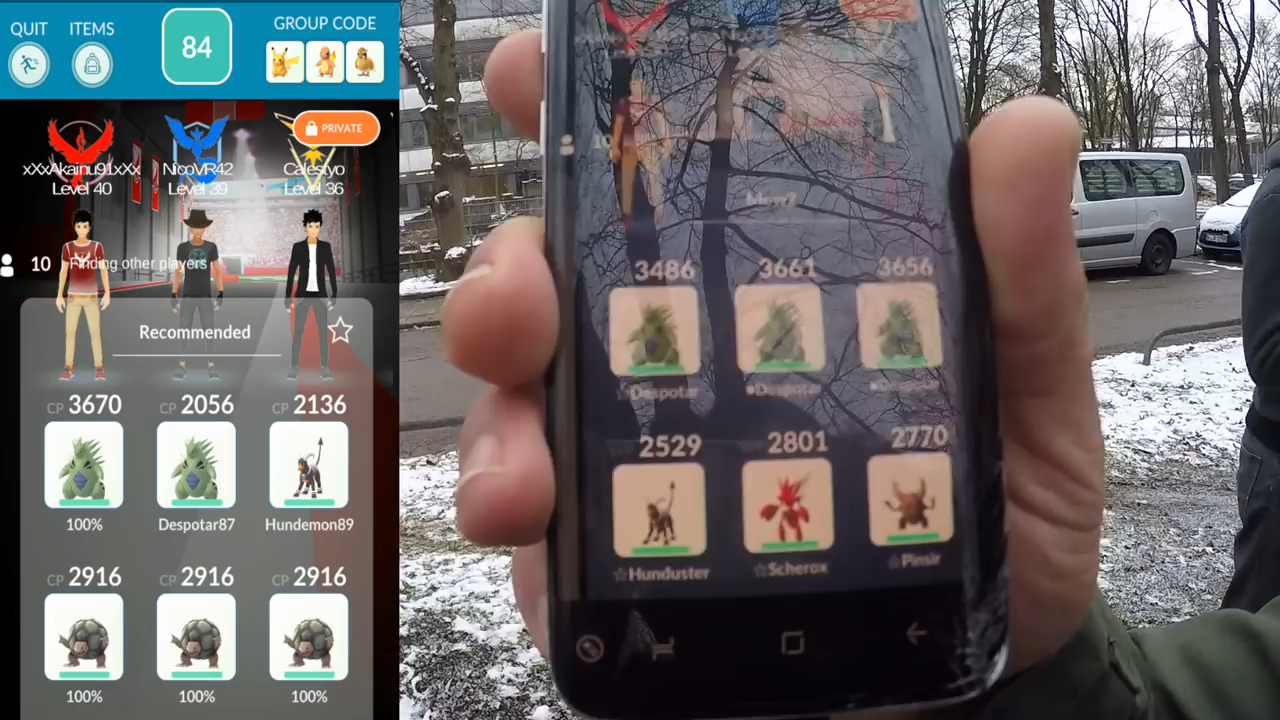 QUIT ITEMS
84
GROUP CODE
PRIVATE
xXxAkainu91xXx
Level 40
NicoVR42
Level 39
Calestyo
Level 36
10 Finding other players
Recommended
CP 3670
CP 2056
CP 2136
100%
Despotar87
Hundemon89
CP 2916
CP 2916
CP 2916
100%
100%
100%
3486
3661
3656
Despotar
Despotar
2529
2801
2770
Hunduster
Scherox
Pinsir